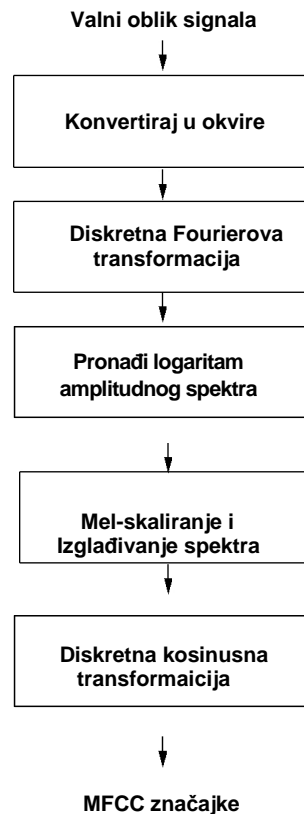 Valni oblik signala
Konvertiraj u okvire
Diskretna Fourierova
transformacija
Pronađi logaritam
amplitudnog spektra
Mel-skaliranje i
Izglađivanje spektra
Diskretna kosinusna
transformaicija
MFCC značajke